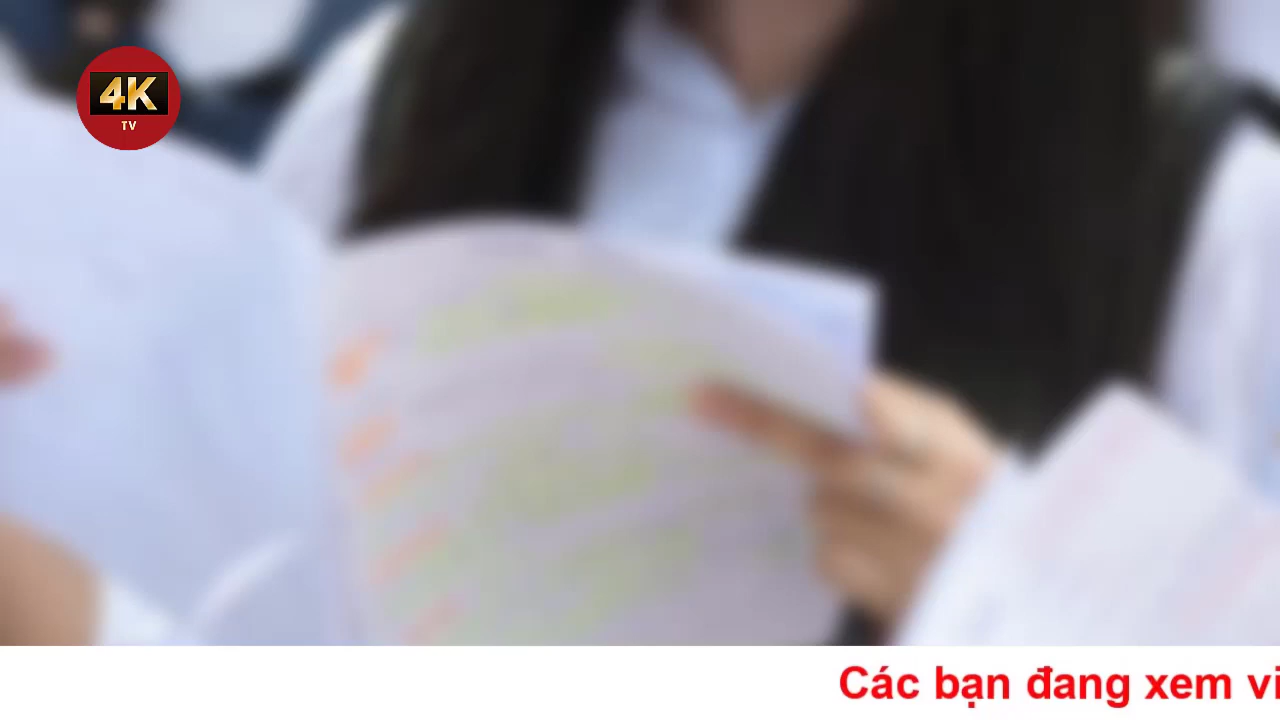 4K
TV
Các bạn đang xem vi